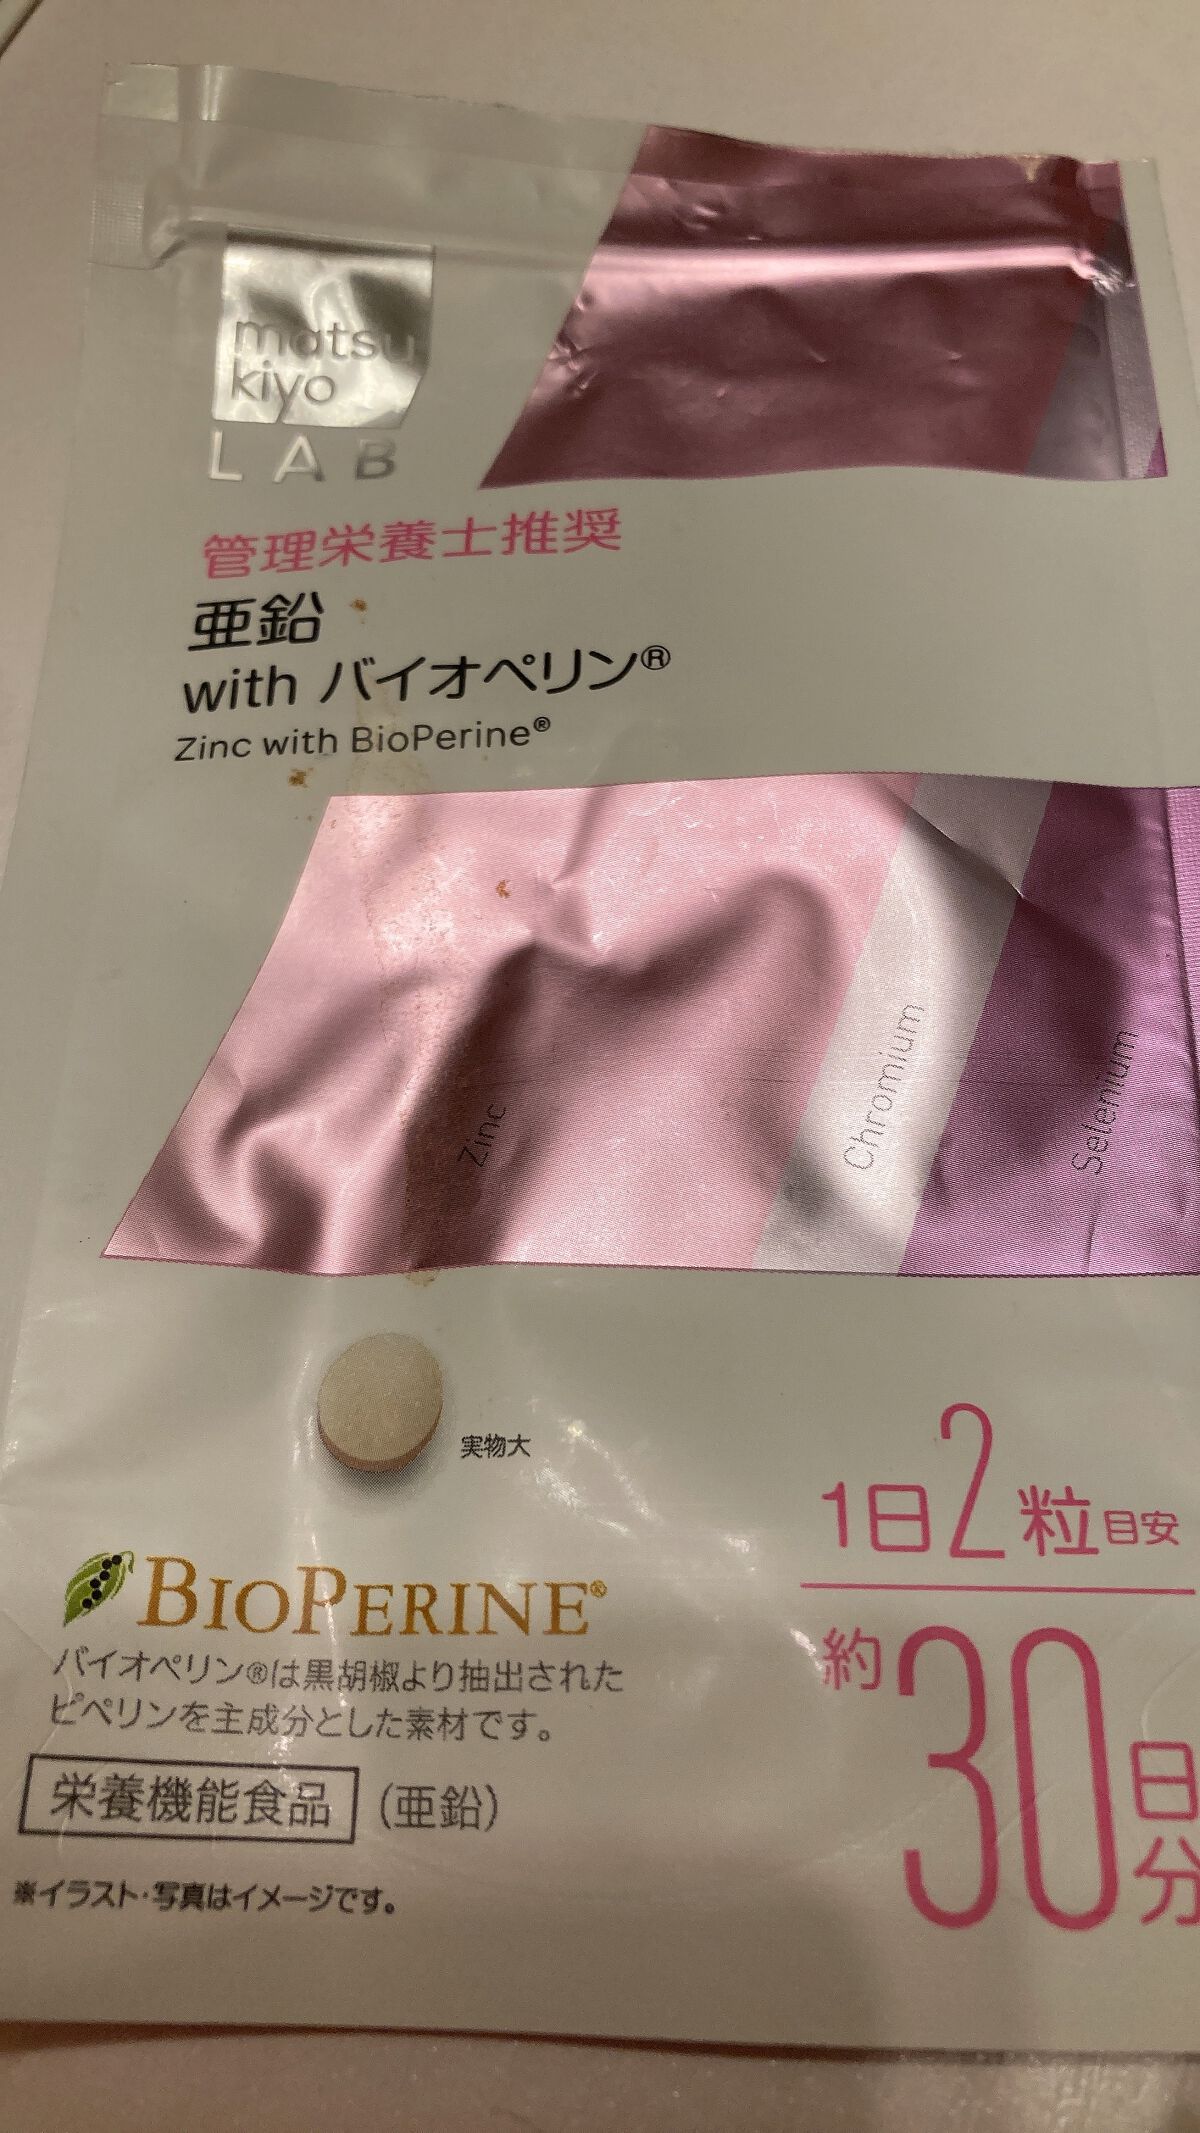 matsu
kiyo
LAB
管理栄養士推奨
亜鉛
with バイオペリン®
Zinc with BioPerine®
Zinc
Chromium
Selenium
実物大
1日2粒目安
約30日分
BIOPERINE®
バイオペリン®は黒胡椒より抽出された
ピペリンを主成分とした素材です。
栄養機能食品（亜鉛）
※イラスト・写真はイメージです。